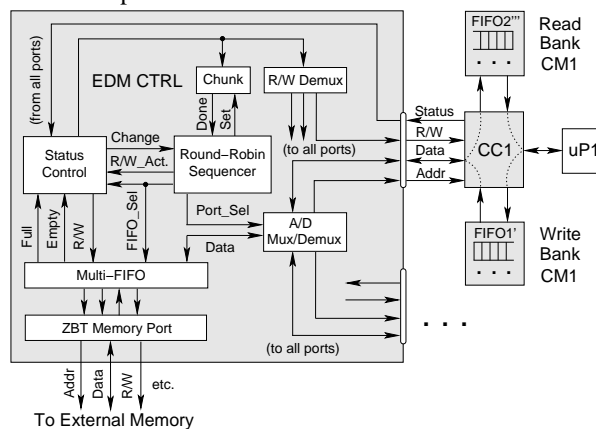 FIFO2'''
Read
Bank
CM1
(from all ports)
EDM CTRL
Chunk
R/W Demux
Done
Set
(to all ports)
Status
R/W
Data
Addr
CC1
uP1
Change
R/W_Act.
Status
Control
Round−Robin
Sequencer
Full
Empty
R/W
FIFO_Sel
Port_Sel
Data
A/D
Mux/Demux
FIFO1'
Write
Bank
CM1
Multi−FIFO
ZBT Memory Port
(to all ports)
Addr
Data
R/W
etc.
To External Memory